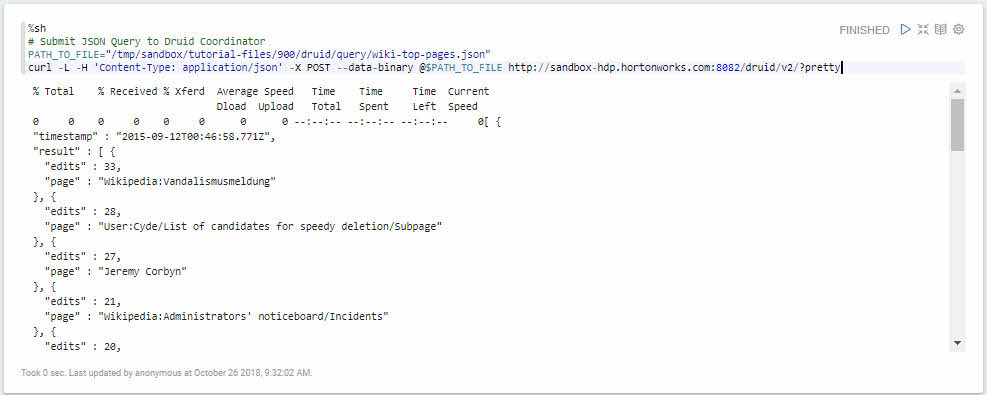 %sh
FINISHED
# Submit JSON Query to Druid Coordinator
PATH_TO_FILE="/tmp/sandbox/tutorial-files/900/druid/query/wiki-top-pages.json"
curl -L -H 'Content-Type: application/json' -X POST --data-binary @$PATH_TO_FILE http://sandbox-hdp.hortonworks.com:8082/druid/v2/?pretty
% Total % Received % Xferd Average Speed Time Time Time Current
Dload Upload Total Spent Left Speed
0 0 0 0 0 0 0 0 --:--:-- --:--:-- --:--:-- 0[ {
"timestamp" : "2015-09-12T00:46:58.771Z",
"result" : [ {
"edits" : 33,
"page" : "Wikipedia:Vandalismusmeldung"
}, {
"edits" : 28,
"page" : "User:Cyde/List of candidates for speedy deletion/Subpage"
}, {
"edits" : 27,
"page" : "Jeremy Corbyn"
}, {
"edits" : 21,
"page" : "Wikipedia:Administrators' noticeboard/Incidents"
}, {
"edits" : 20,
Took 0 sec. Last updated by anonymous at October 26 2018, 9:32:02 AM.